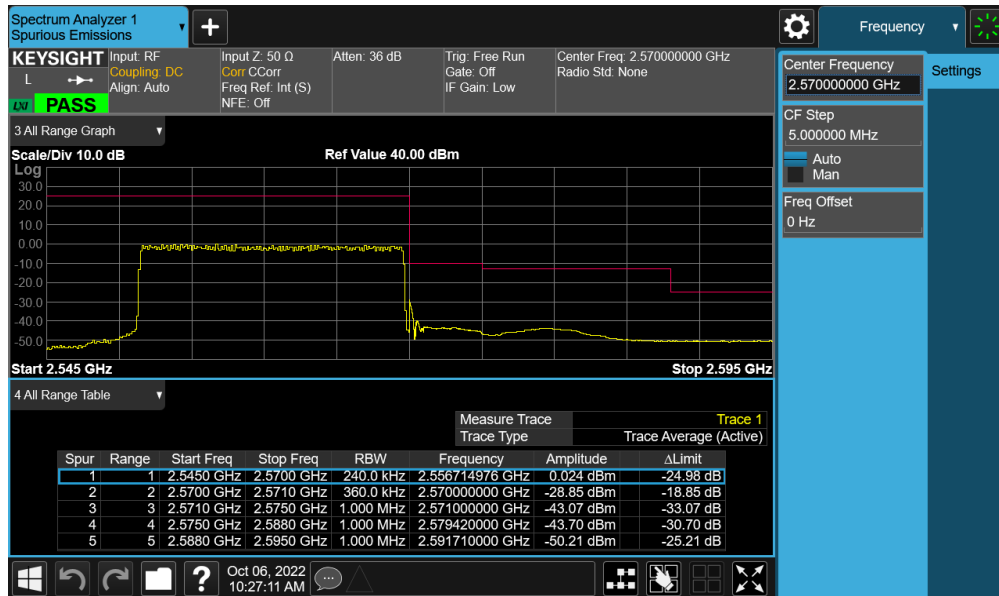 Spectrum Analyzer 1
Spurious Emissions
+
Frequency
KEYSIGHT
L
LXI PASS
Input: RF
Coupling: DC
Align: Auto
Input Z: 50 Ω
Corr CCorr
Freq Ref: Int (S)
NFE: Off
Atten: 36 dB
Trig: Free Run
Gate: Off
IF Gain: Low
Center Freq: 2.570000000 GHz
Radio Std: None
Center Frequency
2.570000000 GHz
Settings
CF Step
5.000000 MHz
Auto
Man
Freq Offset
0 Hz
3 All Range Graph
Scale/Div 10.0 dB Ref Value 40.00 dBm
Log
30.0
20.0
10.0
0.00
-10.0
-20.0
-30.0
-40.0
-50.0
Start 2.545 GHz Stop 2.595 GHz
4 All Range Table
Measure Trace Trace 1
Trace Type Trace Average (Active)
Spur Range Start Freq Stop Freq RBW Frequency Amplitude ΔLimit
1 1 2.5450 GHz 2.5700 GHz 240.0 kHz 2.556714976 GHz 0.024 dBm -24.98 dB
2 2 2.5700 GHz 2.5710 GHz 360.0 kHz 2.570000000 GHz -28.85 dBm -18.85 dB
3 3 2.5710 GHz 2.5750 GHz 1.000 MHz 2.571000000 GHz -43.07 dBm -33.07 dB
4 4 2.5750 GHz 2.5880 GHz 1.000 MHz 2.579420000 GHz -43.70 dBm -30.70 dB
5 5 2.5880 GHz 2.5950 GHz 1.000 MHz 2.591710000 GHz -50.21 dBm -25.21 dB
?
Oct 06, 2022
10:27:11 AM